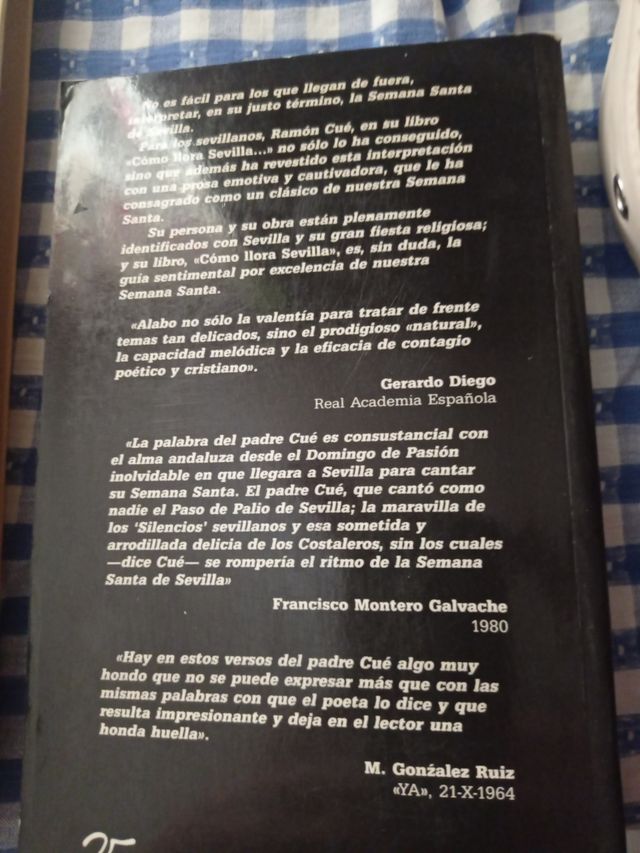 No es fácil para los que llegan de fuera,
interpretar, en su justo término, la Semana Santa
de Sevilla.
Para los sevillanos, Ramón Cué, en su libro
«Cómo llora Sevilla...» no sólo lo ha conseguido,
sino que además ha revestido esta interpretación
con una prosa emotiva y cautivadora, que le ha
consagrado como un clásico de nuestra Semana
Santa.
Su persona y su obra están plenamente
identificados con Sevilla y su gran fiesta religiosa;
y su libro, «Cómo llora Sevilla», es, sin duda, la
guía sentimental por excelencia de nuestra
Semana Santa.
«Alabo no sólo la valentía para tratar de frente
temas tan delicados, sino el prodigioso «natural»,
la capacidad melódica y la eficacia de contagio
poético y cristiano».
Gerardo Diego
Real Academia Española
«La palabra del padre Cué es consustancial con
el alma andaluza desde el Domingo de Pasión
inolvidable en que llegara a Sevilla para cantar
su Semana Santa. El padre Cué, que cantó como
nadie el Paso de Palio de Sevilla; la maravilla de
los 'Silencios' sevillanos y esa sometida y
arrodillada delicia de los Costaleros, sin los cuales
—dice Cué— se rompería el ritmo de la Semana
Santa de Sevilla»
Francisco Montero Galvache
1980
«Hay en estos versos del padre Cué algo muy
hondo que no se puede expresar más que con las
mismas palabras con que el poeta lo dice y que
resulta impresionante y deja en el lector una
honda huella».
M. Gonźalez Ruiz
«YA», 21-X-1964
25